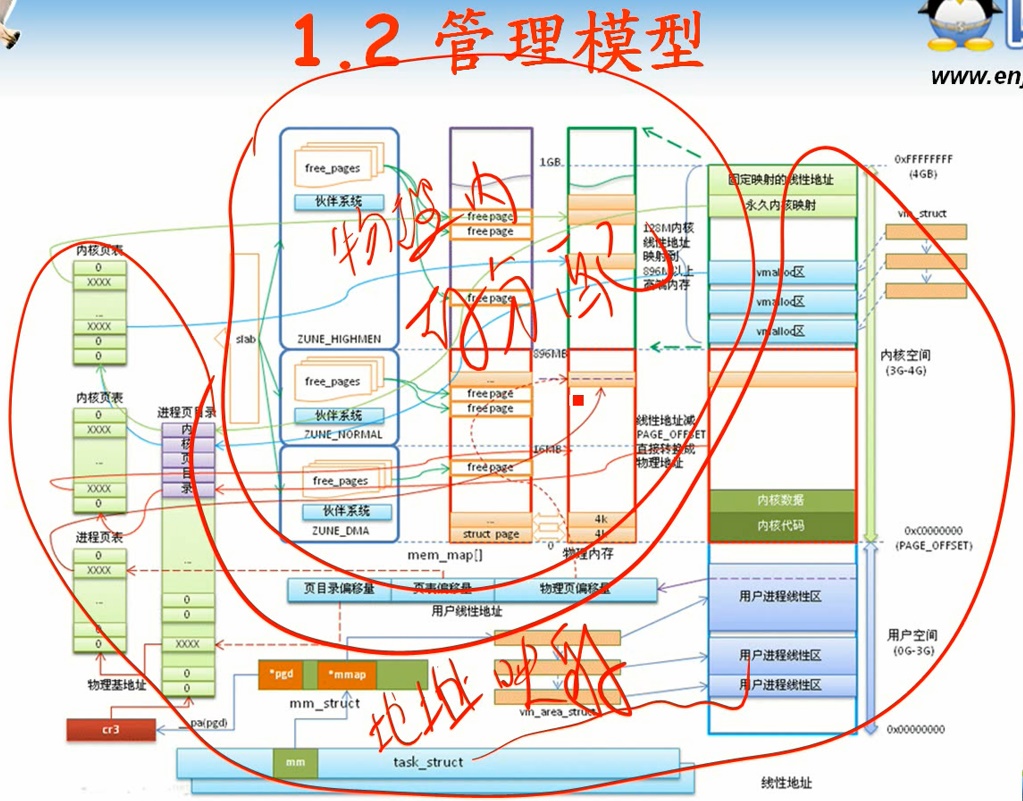 1.2 管理模型
www.enj
0xFFFFFFFF
(4GB)
1GB
free_pages
伙伴系统
固定映射的线性地址
永久内核映射
vm_struct
free page
free page
物理内
存分配
128M内核
线性地址
映射到
896M以上
高端内存
内核页表
0
XXXX
...
XXXX
0
0
vmalloc区
vmalloc区
vmalloc区
free page
slab
ZUNE_HIGHMEN
896MB
内核空间
(3G-4G)
free_pages
伙伴系统
ZUNE_NORMAL
...
free page
free page
内核页表
0
XXXX
...
XXXX
0
进程页目录
内
核
页
目
录
线性地址减
PAGE_OFFSET
直接转换成
物理地址
16MB
free page
free_pages
伙伴系统
ZUNE_DMA
...
struct page
4k
4k
0
内核数据
内核代码
0xC0000000
(PAGE_OFFSET)
mem_map[]
物理内存
进程页表
0
XXXX
...
0
0
...
0
0
...
XXXX
...
0
0
页目录偏移量
页表偏移量
物理页偏移量
用户线性地址
用户进程线性区
用户进程线性区
用户进程线性区
用户空间
(0G-3G)
物理基地址
*pgd
*mmap
mm_struct
vm_area_struct
地址映射
cr3
pa(pgd)
0x00000000
mm
task_struct
线性地址